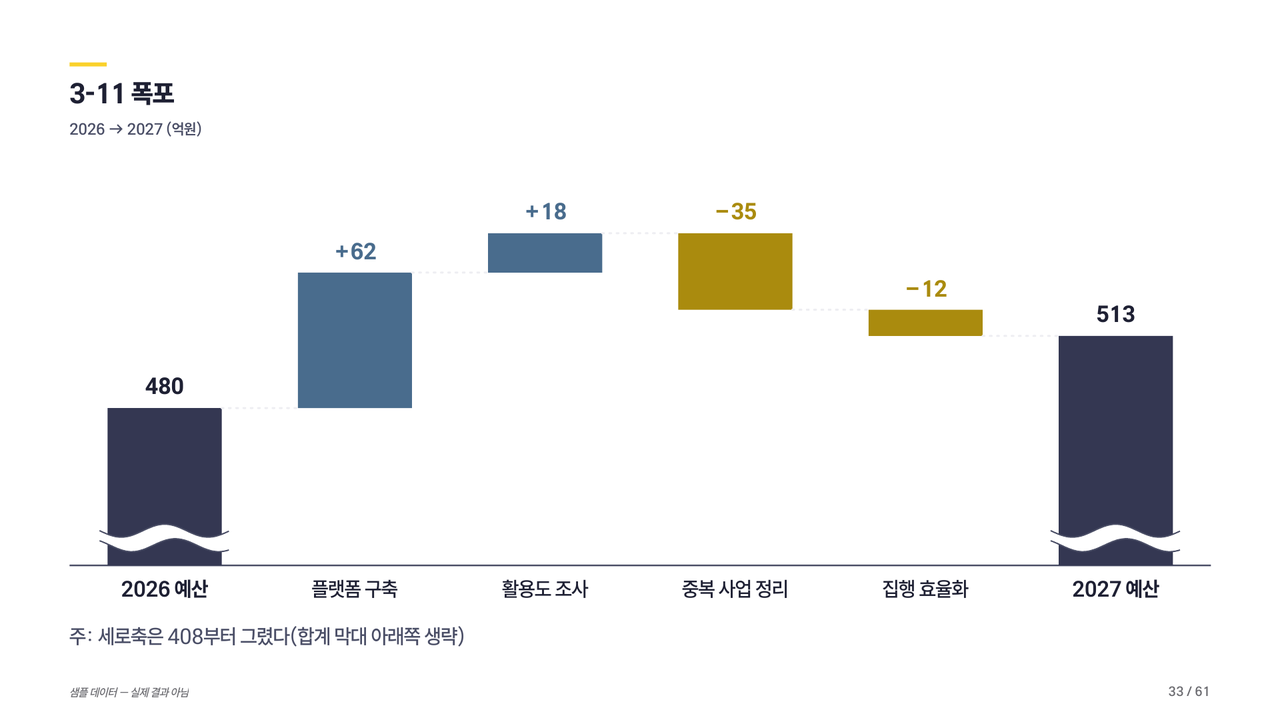 3-11 폭포
2026 → 2027 (억원)
+18
−35
+62
−12
513
480
2026 예산
플랫폼 구축
활용도 조사
중복 사업 정리
집행 효율화
2027 예산
주: 세로축은 408부터 그렸다(합계 막대 아래쪽 생략)
샘플 데이터 — 실제 결과 아님
33 / 61